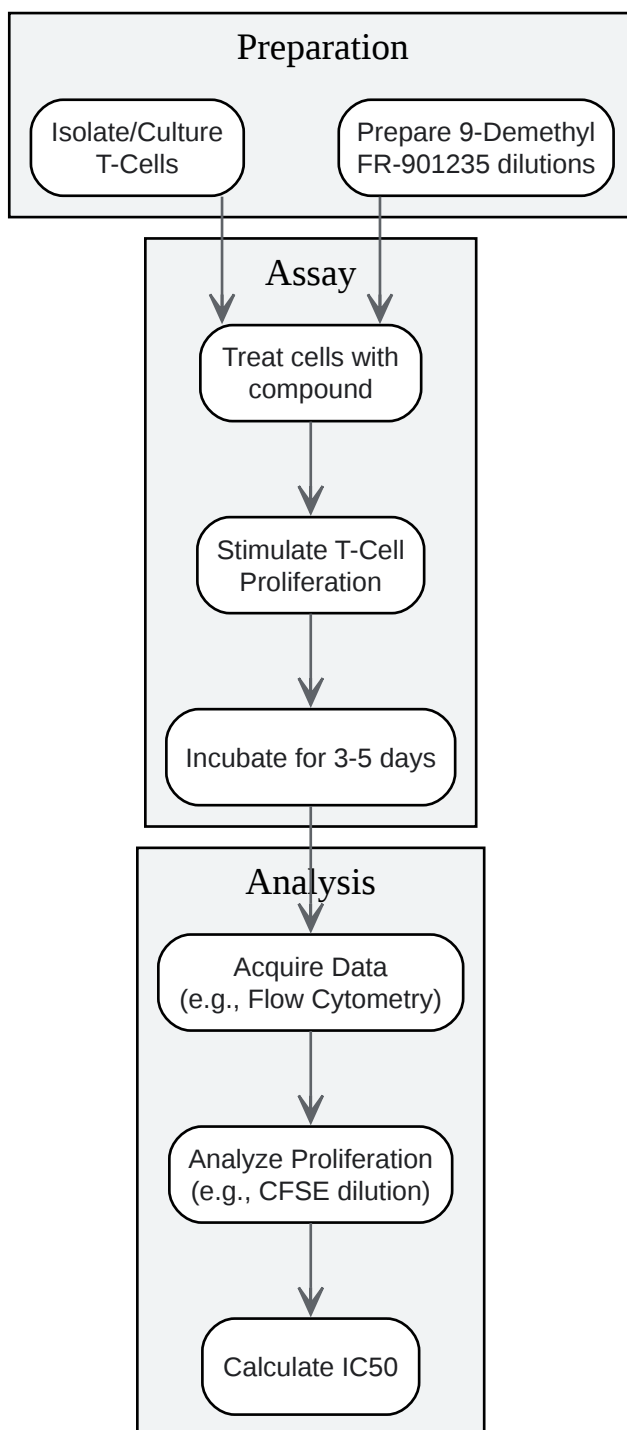 Preparation
Isolate/Culture
T-Cells
Prepare 9-Demethyl
FR-901235 dilutions
Assay
Treat cells with
compound
Stimulate T-Cell
Proliferation
Incubate for 3-5 days
Analysis
Acquire Data
(e.g., Flow Cytometry)
Analyze Proliferation
(e.g., CFSE dilution)
Calculate IC50